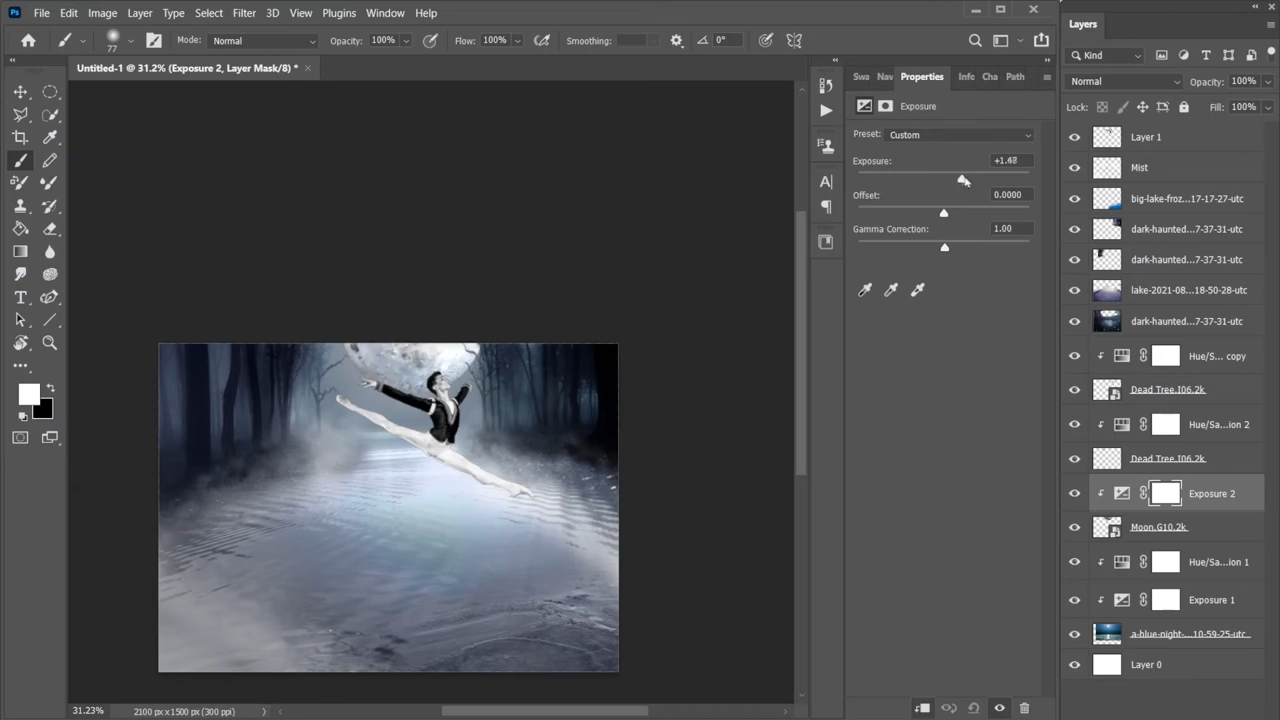 Ps File Edit Image Layer Type Select Filter 3D View Plugins Window Help
77 Mode: Normal Opacity: 100% Flow: 100% Smoothing: 0°
Untitled-1 @ 31.2% (Exposure 2, Layer Mask/8) *
Swa Nav Properties Info Cha Path
Exposure
Preset: Custom
Exposure:
Offset: 0.0000
Gamma Correction: 1.00
31.23% 2100 px x 1500 px (300 ppi)
Layers
Kind
Normal Opacity: 100%
Lock: Fill: 100%
Layer 1
Mist
big-lake-froz...17-17-27-utc
dark-haunted...7-37-31-utc
dark-haunted...7-37-31-utc
lake-2021-08...18-50-28-utc
dark-haunted...7-37-31-utc
Hue/S... copy
Dead Tree.I06.2k
Hue/Sa...ion 2
Dead Tree.I06.2k
Exposure 2
Moon.G10.2k
Hue/Sa...ion 1
Exposure 1
a-blue-night-...10-59-25-utc
Layer 0